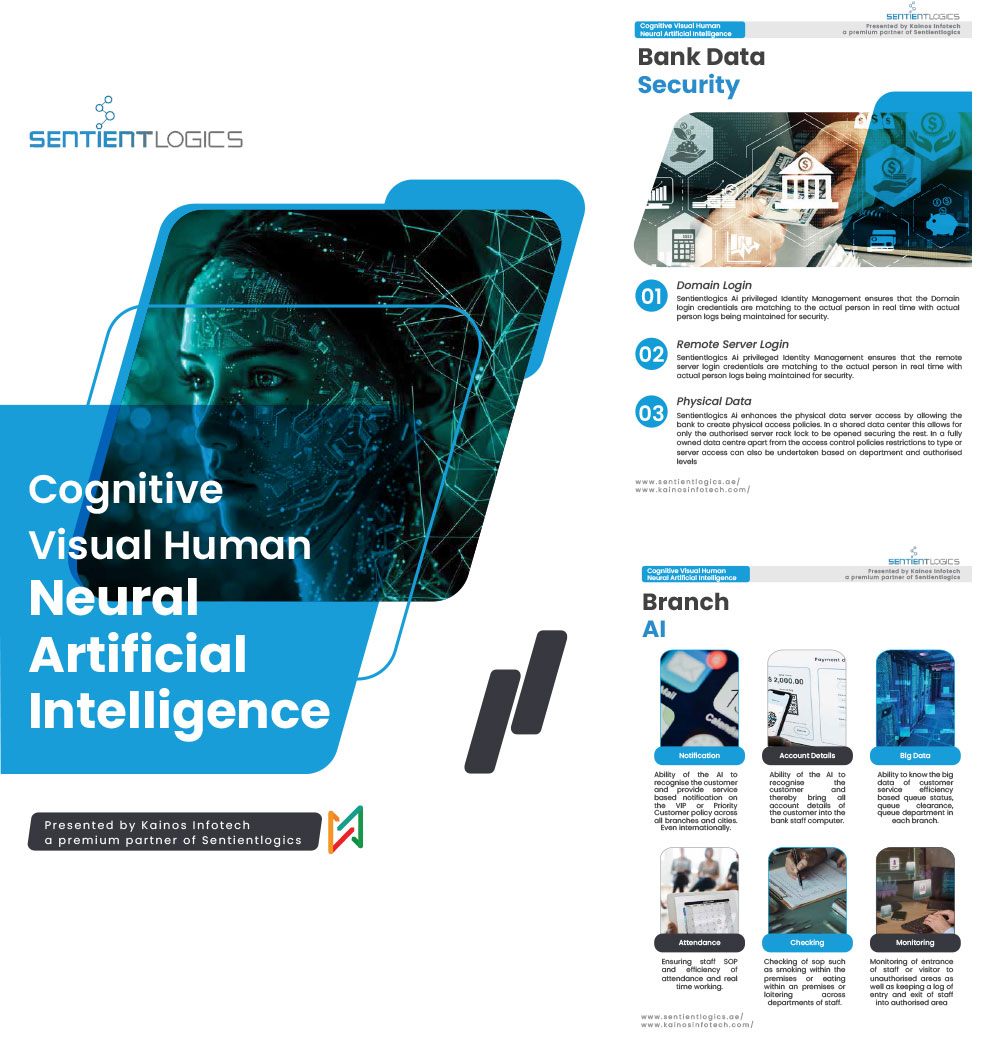 SENTIENTLOGICS
Cognitive
Visual Human
Neural
Artificial
Intelligence
Presented by Kainos Infotech
a premium partner of Sentientlogics
SENTIENTLOGICS
Cognitive Visual Human
Neural Artificial Intelligence
Presented by Kainos Infotech
a premium partner of Sentientlogics
Bank Data
Security
01
Domain Login
Sentientlogics Ai privileged Identity Management ensures that the Domain
login credentials are matching to the actual person in real time with actual
person logs being maintained for security.
02
Remote Server Login
Sentientlogics Ai privileged Identity Management ensures that the remote
server login credentials are matching to the actual person in real time with
actual person logs being maintained for security.
03
Physical Data
Sentientlogics Ai enhances the physical data server access by allowing the
bank to create physical access policies. In a shared data center this allows for
only the authorised server rack lock to be opened securing the rest. In a fully
owned data centre apart from the access control policies restrictions to type or
server access can also be undertaken based on department and authorised
levels
www.sentientlogics.ae/
www.kainosinfotech.com/
SENTIENTLOGICS
Cognitive Visual Human
Neural Artificial Intelligence
Presented by Kainos Infotech
a premium partner of Sentientlogics
Branch
AI
Mail
Calendar
Payment d
$ 2,000.00
Notification
Ability of the AI to
recognise the customer
and provide service
based notification on
the VIP or Priority
Customer policy across
all branches and cities.
Even internationally.
Account Details
Ability of the AI to
recognise the
customer and
thereby bring all
account details of
the customer into the
bank staff computer.
Big Data
Ability to know the big
data of customer
service efficiency
based queue status,
queue clearance,
queue department in
each branch.
Attendance
Ensuring staff SOP
and efficiency of
attendance and real
time working.
Checking
Checking of sop such
as smoking within the
premises or eating
within an premises or
loitering across
departments of staff.
Monitoring
Monitoring of entrance
of staff or visitor to
unauthorised areas as
well as keeping a log of
entry and exit of staff
into authorised area
www.sentientlogics.ae/
www.kainosinfotech.com/